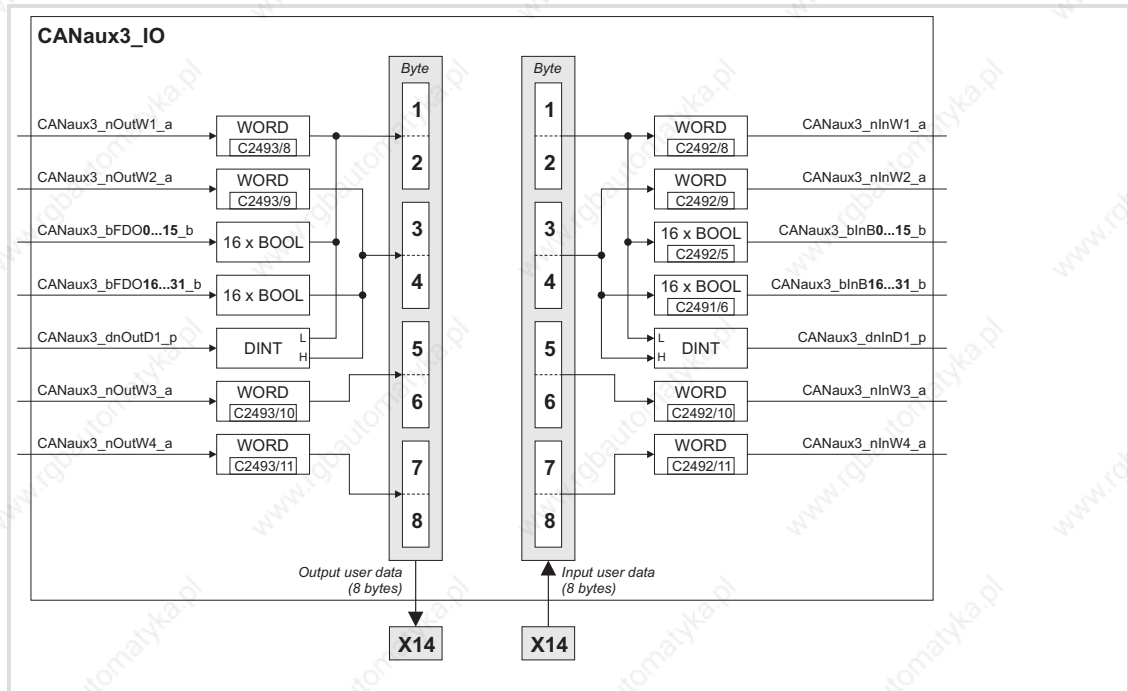 CANaux3_IO
Byte
1
2
3
4
5
6
7
8
CANaux3_nOutW1_a
WORD
C2493/8
CANaux3_nOutW2_a
WORD
C2493/9
CANaux3_bFDO0...15_b
16 x BOOL
CANaux3_bFDO16...31_b
16 x BOOL
CANaux3_dnOutD1_p
DINT
L
H
CANaux3_nOutW3_a
WORD
C2493/10
CANaux3_nOutW4_a
WORD
C2493/11
Output user data
(8 bytes)
X14
Byte
1
2
3
4
5
6
7
8
WORD
C2492/8
CANaux3_nInW1_a
WORD
C2492/9
CANaux3_nInW2_a
16 x BOOL
C2492/5
CANaux3_bInB0...15_b
16 x BOOL
C2491/6
CANaux3_bInB16...31_b
L
H
DINT
CANaux3_dnInD1_p
WORD
C2492/10
CANaux3_nInW3_a
WORD
C2492/11
CANaux3_nInW4_a
Input user data
(8 bytes)
X14
www.rgbautomatyka.pl